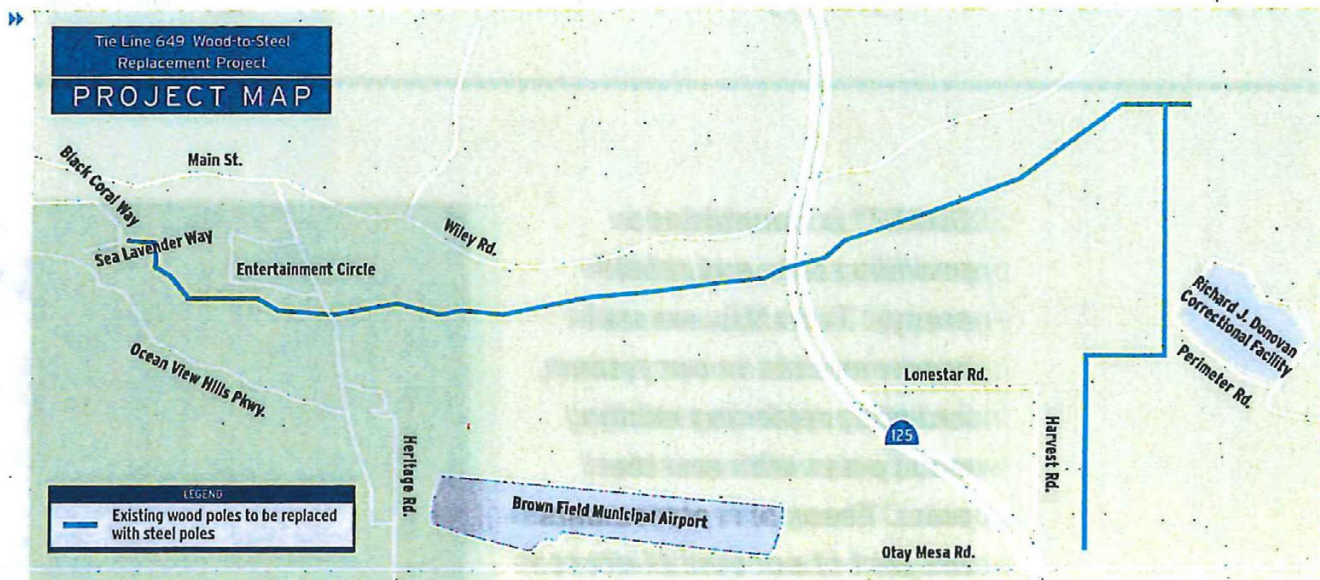 Tie Line 649 Wood-to-Steel
Replacement Project
PROJECT MAP
Black Coral Way
Main St.
Sea Lavender Way
Entertainment Circle
Wiley Rd.
Ocean View Hills Pkwy.
Heritage Rd.
Brown Field Municipal Airport
Lonestar Rd.
125
Harvest Rd.
Otay Mesa Rd.
Richard J. Donovan
Correctional Facility
Perimeter Rd.
LEGEND
Existing wood poles to be replaced
with steel poles